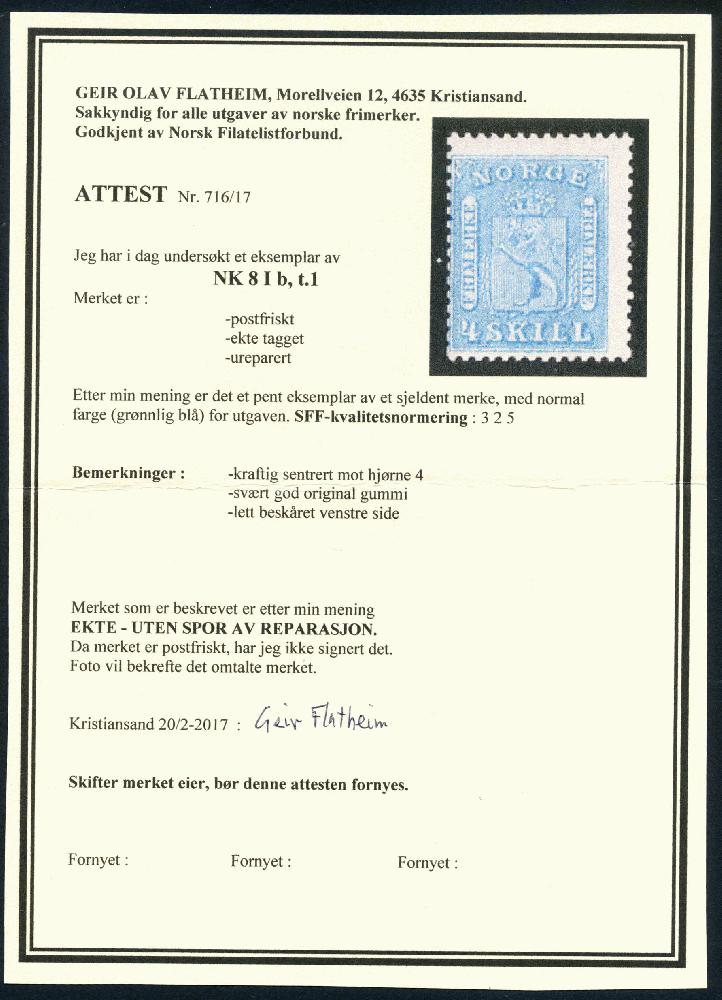 GEIR OLAV FLATHEIM, Morellveien 12, 4635 Kristiansand.
Sakkyndig for alle utgaver av norske frimerker.
Godkjent av Norsk Filatelistforbund.
NORGE
FRIMERKE
FRIMERKE
4 SKILL
ATTEST Nr. 716/17
Jeg har i dag undersøkt et eksemplar av
NK 8 I b, t.1
Merket er :
-postfriskt
-ekte tagget
-ureparert
Etter min mening er det et pent eksemplar av et sjeldent merke, med normal
farge (grønnlig blå) for utgaven. SFF-kvalitetsnormering : 3 2 5
Bemerkninger : -kraftig sentrert mot hjørne 4
-svært god original gummi
-lett beskåret venstre side
Merket som er beskrevet er etter min mening
EKTE - UTEN SPOR AV REPARASJON.
Da merket er postfriskt, har jeg ikke signert det.
Foto vil bekrefte det omtalte merket.
Kristiansand 20/2-2017 : Geir Flatheim
Skifter merket eier, bør denne attesten fornyes.
Fornyet : Fornyet : Fornyet :